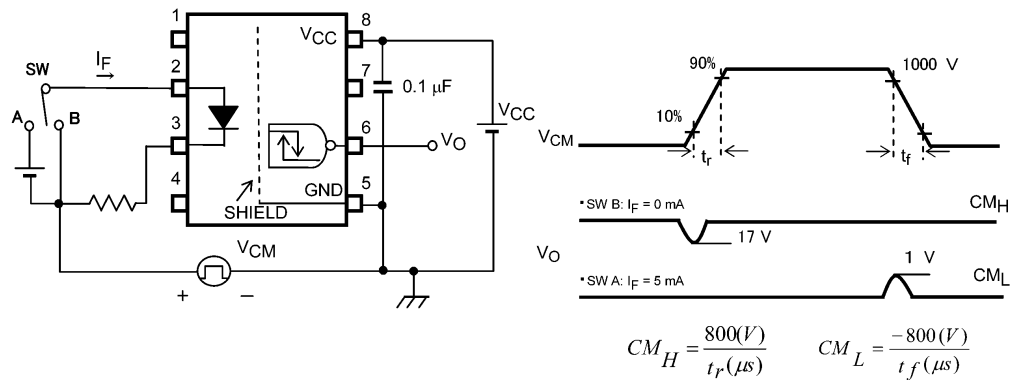 1
8
VCC
IF
SW
2
7
0.1 μF
A
B
3
6
VCC
VO
4
GND
5
SHIELD
VCM
+
−
90%
1000 V
10%
VCM
tr
tf
• SW B: IF = 0 mA
CMH
17 V
VO
1 V
• SW A: IF = 5 mA
CML
CM H = 800(V) / tr (μs)
CM L = −800(V) / tf (μs)